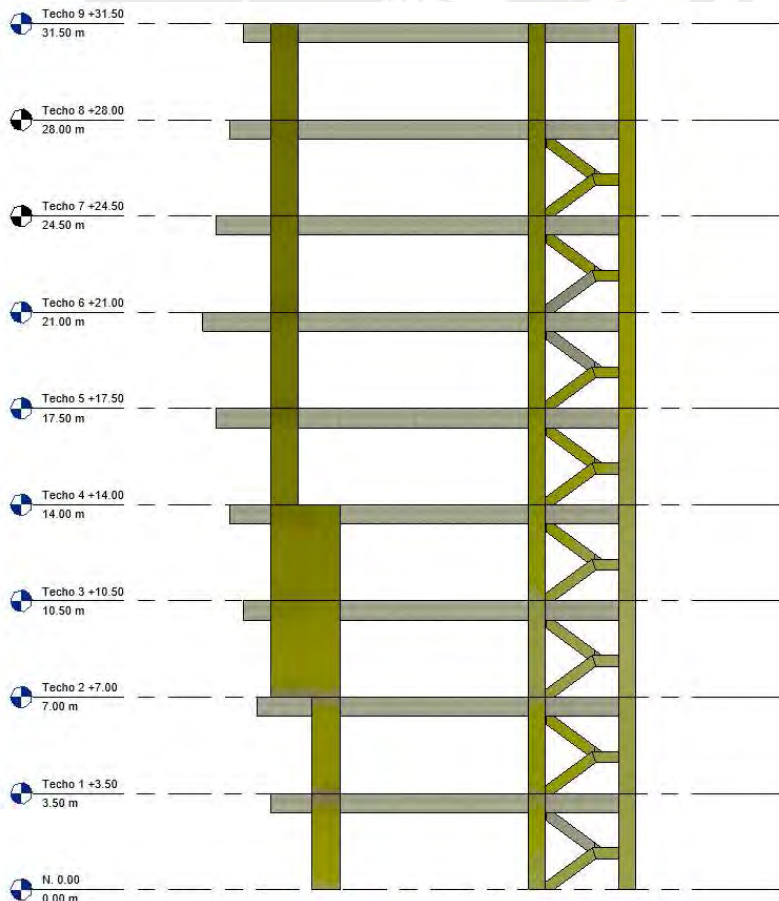 Techo 9 +31.50
31.50 m
Techo 8 +28.00
28.00 m
Techo 7 +24.50
24.50 m
Techo 6 +21.00
21.00 m
Techo 5 +17.50
17.50 m
Techo 4 +14.00
14.00 m
Techo 3 +10.50
10.50 m
Techo 2 +7.00
7.00 m
Techo 1 +3.50
3.50 m
N. 0.00
0.00 m